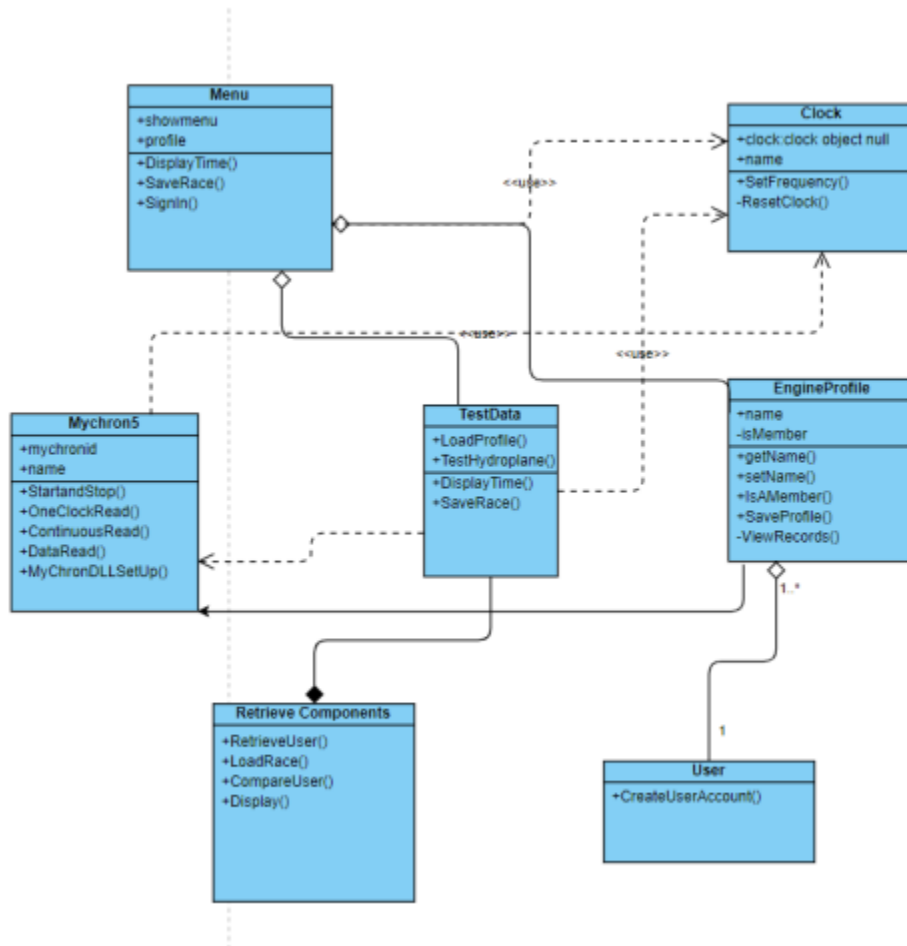 Menu
+showmenu
+profile
+DisplayTime()
+SaveRace()
+SignIn()
Clock
+clock:clock object null
+name
+SetFrequency()
-ResetClock()
<<use>>
<<use>>
<<use>>
Mychron5
+mychronid
+name
+StartandStop()
+OneClockRead()
+ContinuousRead()
+DataRead()
+MyChronDLLSetUp()
TestData
+LoadProfile()
+TestHydroplane()
+DisplayTime()
+SaveRace()
EngineProfile
+name
-isMember
+getName()
+setName()
+IsAMember()
+SaveProfile()
-ViewRecords()
1..*
1
Retrieve Components
+RetrieveUser()
+LoadRace()
+CompareUser()
+Display()
User
+CreateUserAccount()